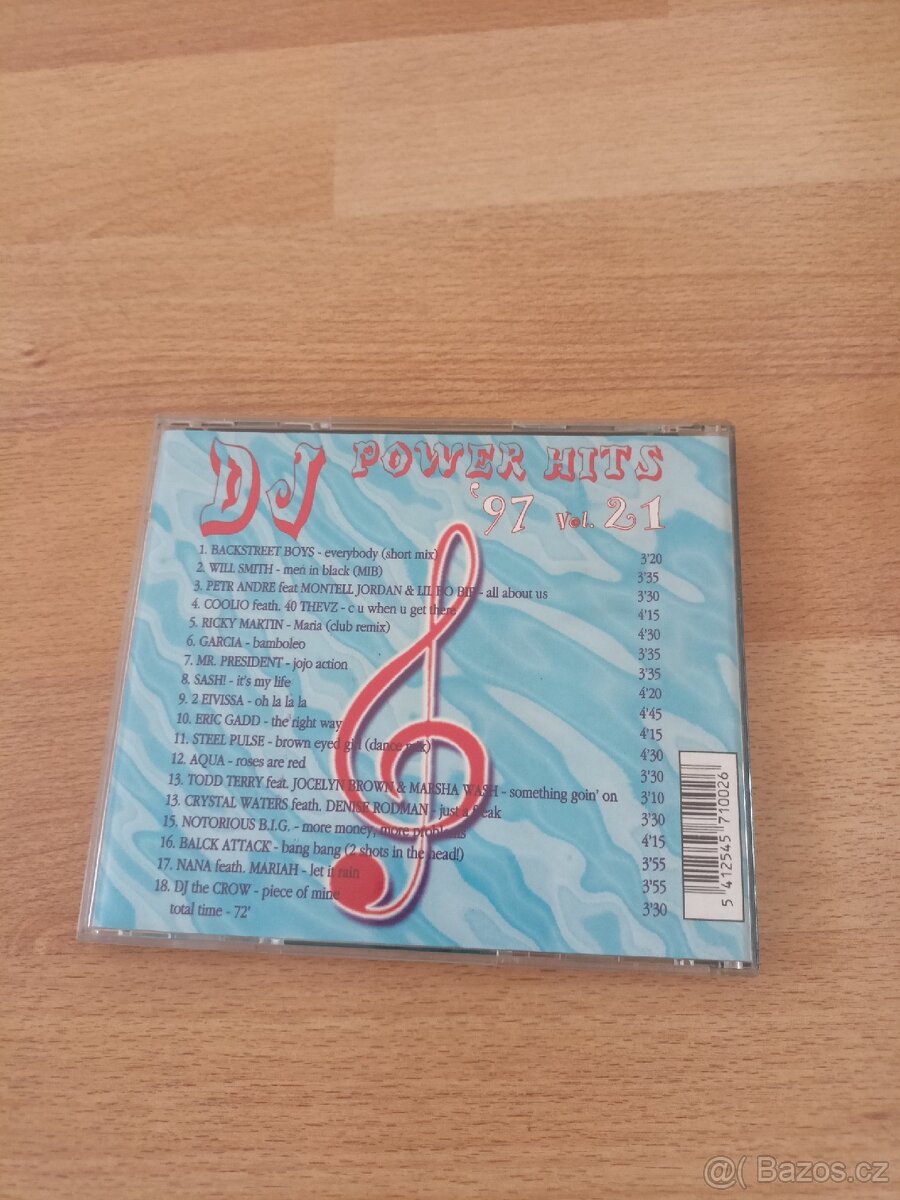 DJ POWER HITS
'97 Vol. 21
1. BACKSTREET BOYS - everybody (short mix) 3'20
2. WILL SMITH - men in black (MIB) 3'35
3. PETR ANDRE feat MONTELL JORDAN & LIL BO BIP - all about us 3'30
4. COOLIO feath. 40 THEVZ - c u when u get there 4'15
5. RICKY MARTIN - Maria (club remix) 4'30
6. GARCIA - bamboleo 3'35
7. MR. PRESIDENT - jojo action 3'35
8. SASH! - it's my life 4'20
9. 2 EIVISSA - oh la la la 4'45
10. ERIC GADD - the right way 4'15
11. STEEL PULSE - brown eyed girl (dance mix) 4'30
12. AQUA - roses are red 3'30
13. TODD TERRY feat. JOCELYN BROWN & MARSHA WASH - something goin' on 3'10
13. CRYSTAL WATERS feath. DENISE RODMAN - just a freak 3'30
15. NOTORIOUS B.I.G. - more money, more problems 4'15
16. BALCK ATTACK - bang bang (2 shots in the head!) 3'55
17. NANA feath. MARIAH - let it rain 3'55
18. DJ the CROW - piece of mine 3'30
total time - 72'
5 412545 710026
@( Bazos.cz